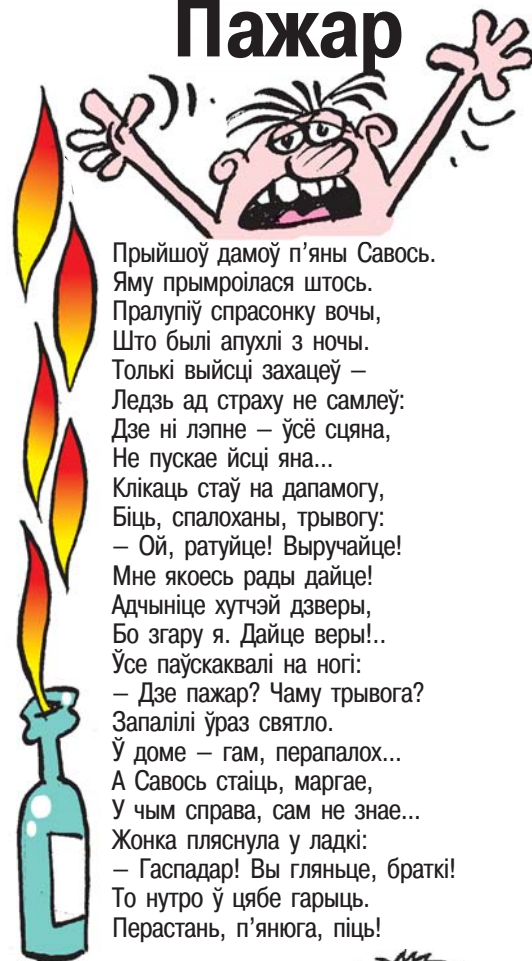 Пажар
Прыйшоў дамоў п’яны Савось.
Яму прымроілася штось.
Пралупіў спрасонку вочы,
Што былі апухлі з ночы.
Толькі выйсці захацеў –
Ледзь ад страху не самлеў:
Дзе ні лэпне – ўсё сцяна,
Не пускае йсці яна...
Клікаць стаў на дапамогу,
Біць, спалоханы, трывогу:
– Ой, ратуйце! Выручайце!
Мне якоесь рады дайце!
Адчыніце хутчэй дзверы,
Бо згару я. Дайце веры!..
Ўсе паўскаквалі на ногі:
– Дзе пажар? Чаму трывога?
Запалілі ўраз святло.
Ў доме – гам, перапалох...
А Савось стаіць, маргае,
У чым справа, сам не знае...
Жонка пляснула у ладкі:
– Гаспадар! Вы гляньце, браткі!
То нутро ў цябе гарыць.
Перастань, п’янюга, піць!